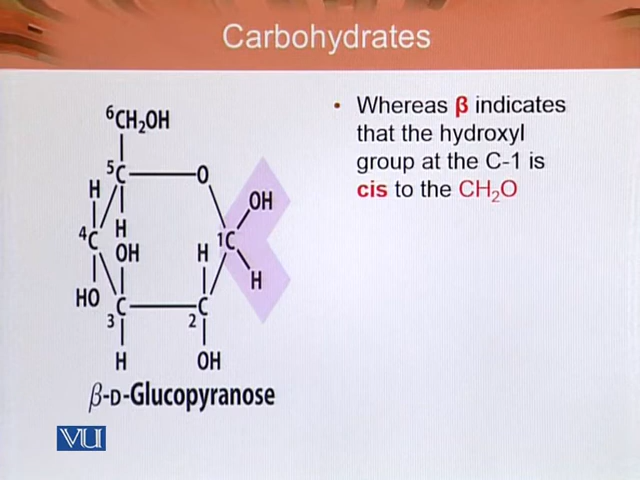 Carbohydrates
⁶CH₂OH
⁵C O
H OH
⁴C H ¹C
OH H
HO C C H
3 2
H OH
β-D-Glucopyranose
• Whereas β indicates
that the hydroxyl
group at the C-1 is
cis to the CH₂O
VU